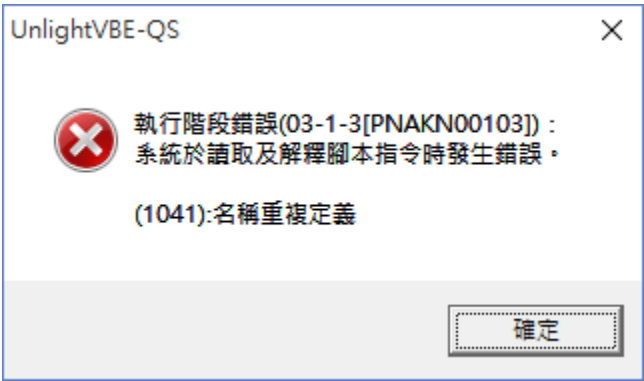 UnlightVBE-QS
執行階段錯誤(03-1-3[PNAKN00103])：
系統於讀取及解釋腳本指令時發生錯誤。
(1041):名稱重複定義
確定